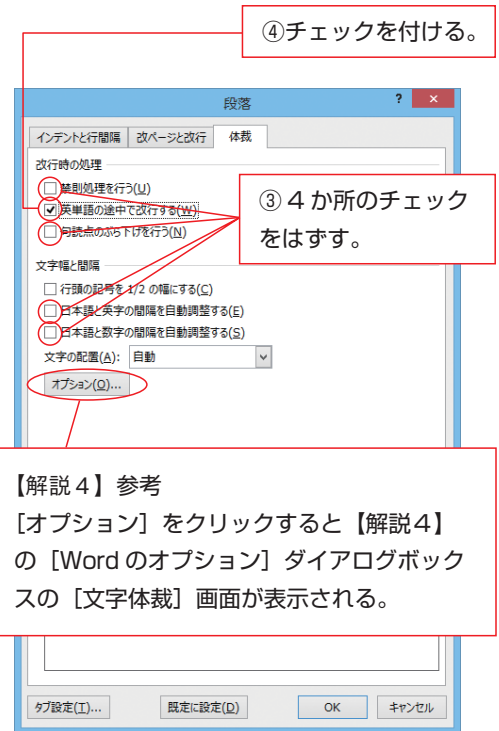 ④チェックを付ける。
段落
? ×
インデントと行間隔 改ページと改行 体裁
改行時の処理
禁則処理を行う(U)
英単語の途中で改行する(W)
句読点のぶら下げを行う(N)
③４か所のチェック
をはずす。
文字幅と間隔
行頭の記号を 1/2 の幅にする(C)
日本語と英字の間隔を自動調整する(E)
日本語と数字の間隔を自動調整する(S)
文字の配置(A): 自動
オプション(O)...
【解説４】参考
［オプション］をクリックすると【解説４】
の［Word のオプション］ダイアログボック
スの［文字体裁］画面が表示される。
タブ設定(T)... 既定に設定(D) OK キャンセル